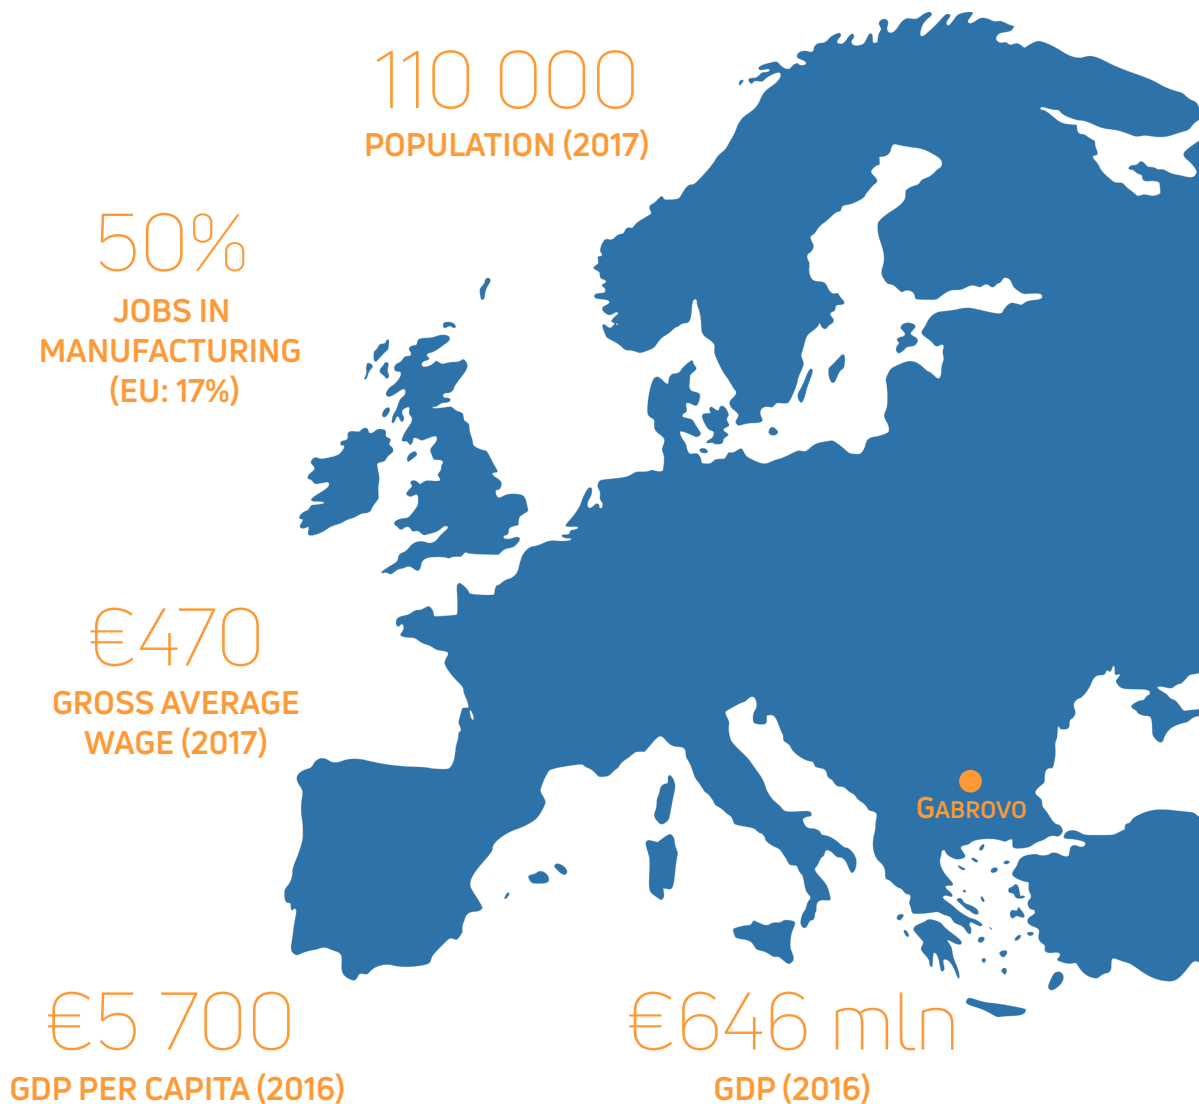 110 000
POPULATION (2017)
50%
JOBS IN
MANUFACTURING
(EU: 17%)
€470
GROSS AVERAGE
WAGE (2017)
GABROVO
€5 700
GDP PER CAPITA (2016)
€646 mln
GDP (2016)